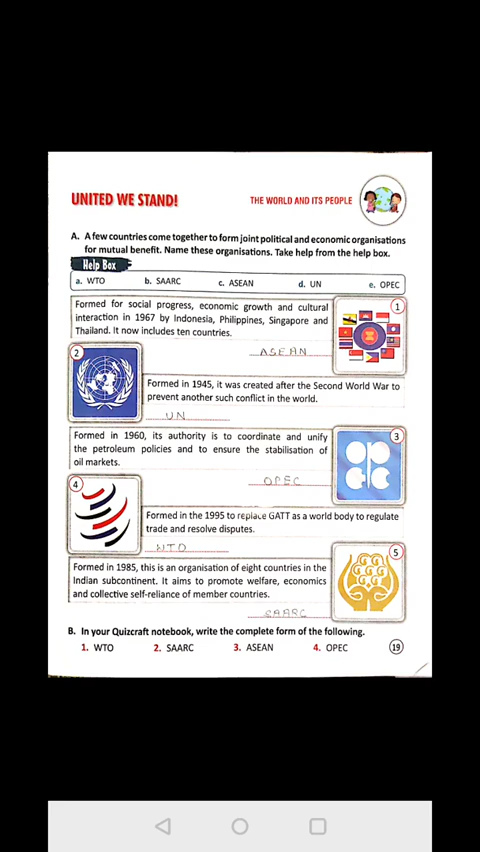 UNITED WE STAND!
THE WORLD AND ITS PEOPLE
A. A few countries come together to form joint political and economic organisations
for mutual benefit. Name these organisations. Take help from the help box.
Help Box
a. WTO b. SAARC c. ASEAN d. UN e. OPEC
1
Formed for social progress, economic growth and cultural
interaction in 1967 by Indonesia, Philippines, Singapore and
Thailand. It now includes ten countries.
ASEAN
2
Formed in 1945, it was created after the Second World War to
prevent another such conflict in the world.
UN
3
Formed in 1960, its authority is to coordinate and unify
the petroleum policies and to ensure the stabilisation of
oil markets.
OPEC
4
Formed in the 1995 to replace GATT as a world body to regulate
trade and resolve disputes.
WTO
5
Formed in 1985, this is an organisation of eight countries in the
Indian subcontinent. It aims to promote welfare, economics
and collective self-reliance of member countries.
SAARC
B. In your Quizcraft notebook, write the complete form of the following.
1. WTO 2. SAARC 3. ASEAN 4. OPEC
19